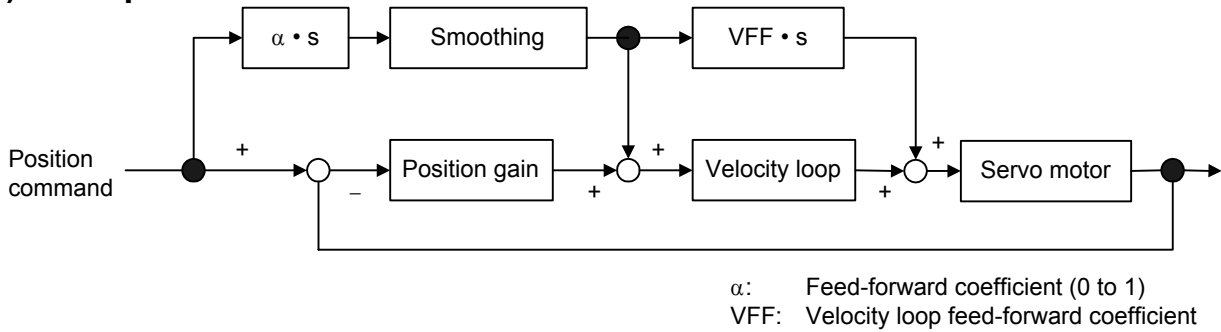 α • s
Smoothing
VFF • s
Position
command
+
−
Position gain
+
+
Velocity loop
+
+
Servo motor
α: Feed-forward coefficient (0 to 1)
VFF: Velocity loop feed-forward coefficient